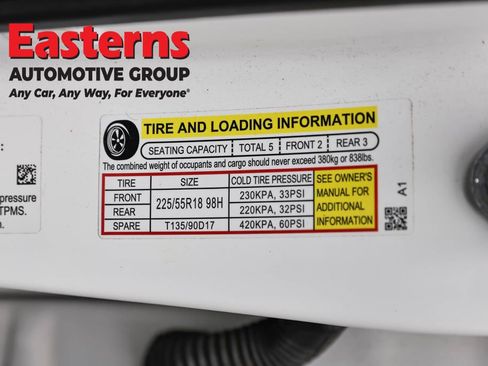 Easterns
AUTOMOTIVE GROUP
Any Car, Any Way, For Everyone®
TIRE AND LOADING INFORMATION
SEATING CAPACITY TOTAL 5 FRONT 2 REAR 3
The combined weight of occupants and cargo should never exceed 380kg or 838lbs.
TIRE SIZE COLD TIRE PRESSURE SEE OWNER'S MANUAL FOR ADDITIONAL INFORMATION
FRONT 225/55R18 98H 230KPA, 33PSI
REAR 220KPA, 32PSI
SPARE T135/90D17 420KPA, 60PSI
A1
pressure
TPMS.